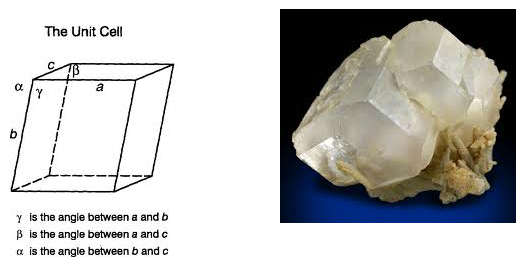 The Unit Cell
c
β
α
γ
a
b
γ is the angle between a and b
β is the angle between a and c
α is the angle between b and c